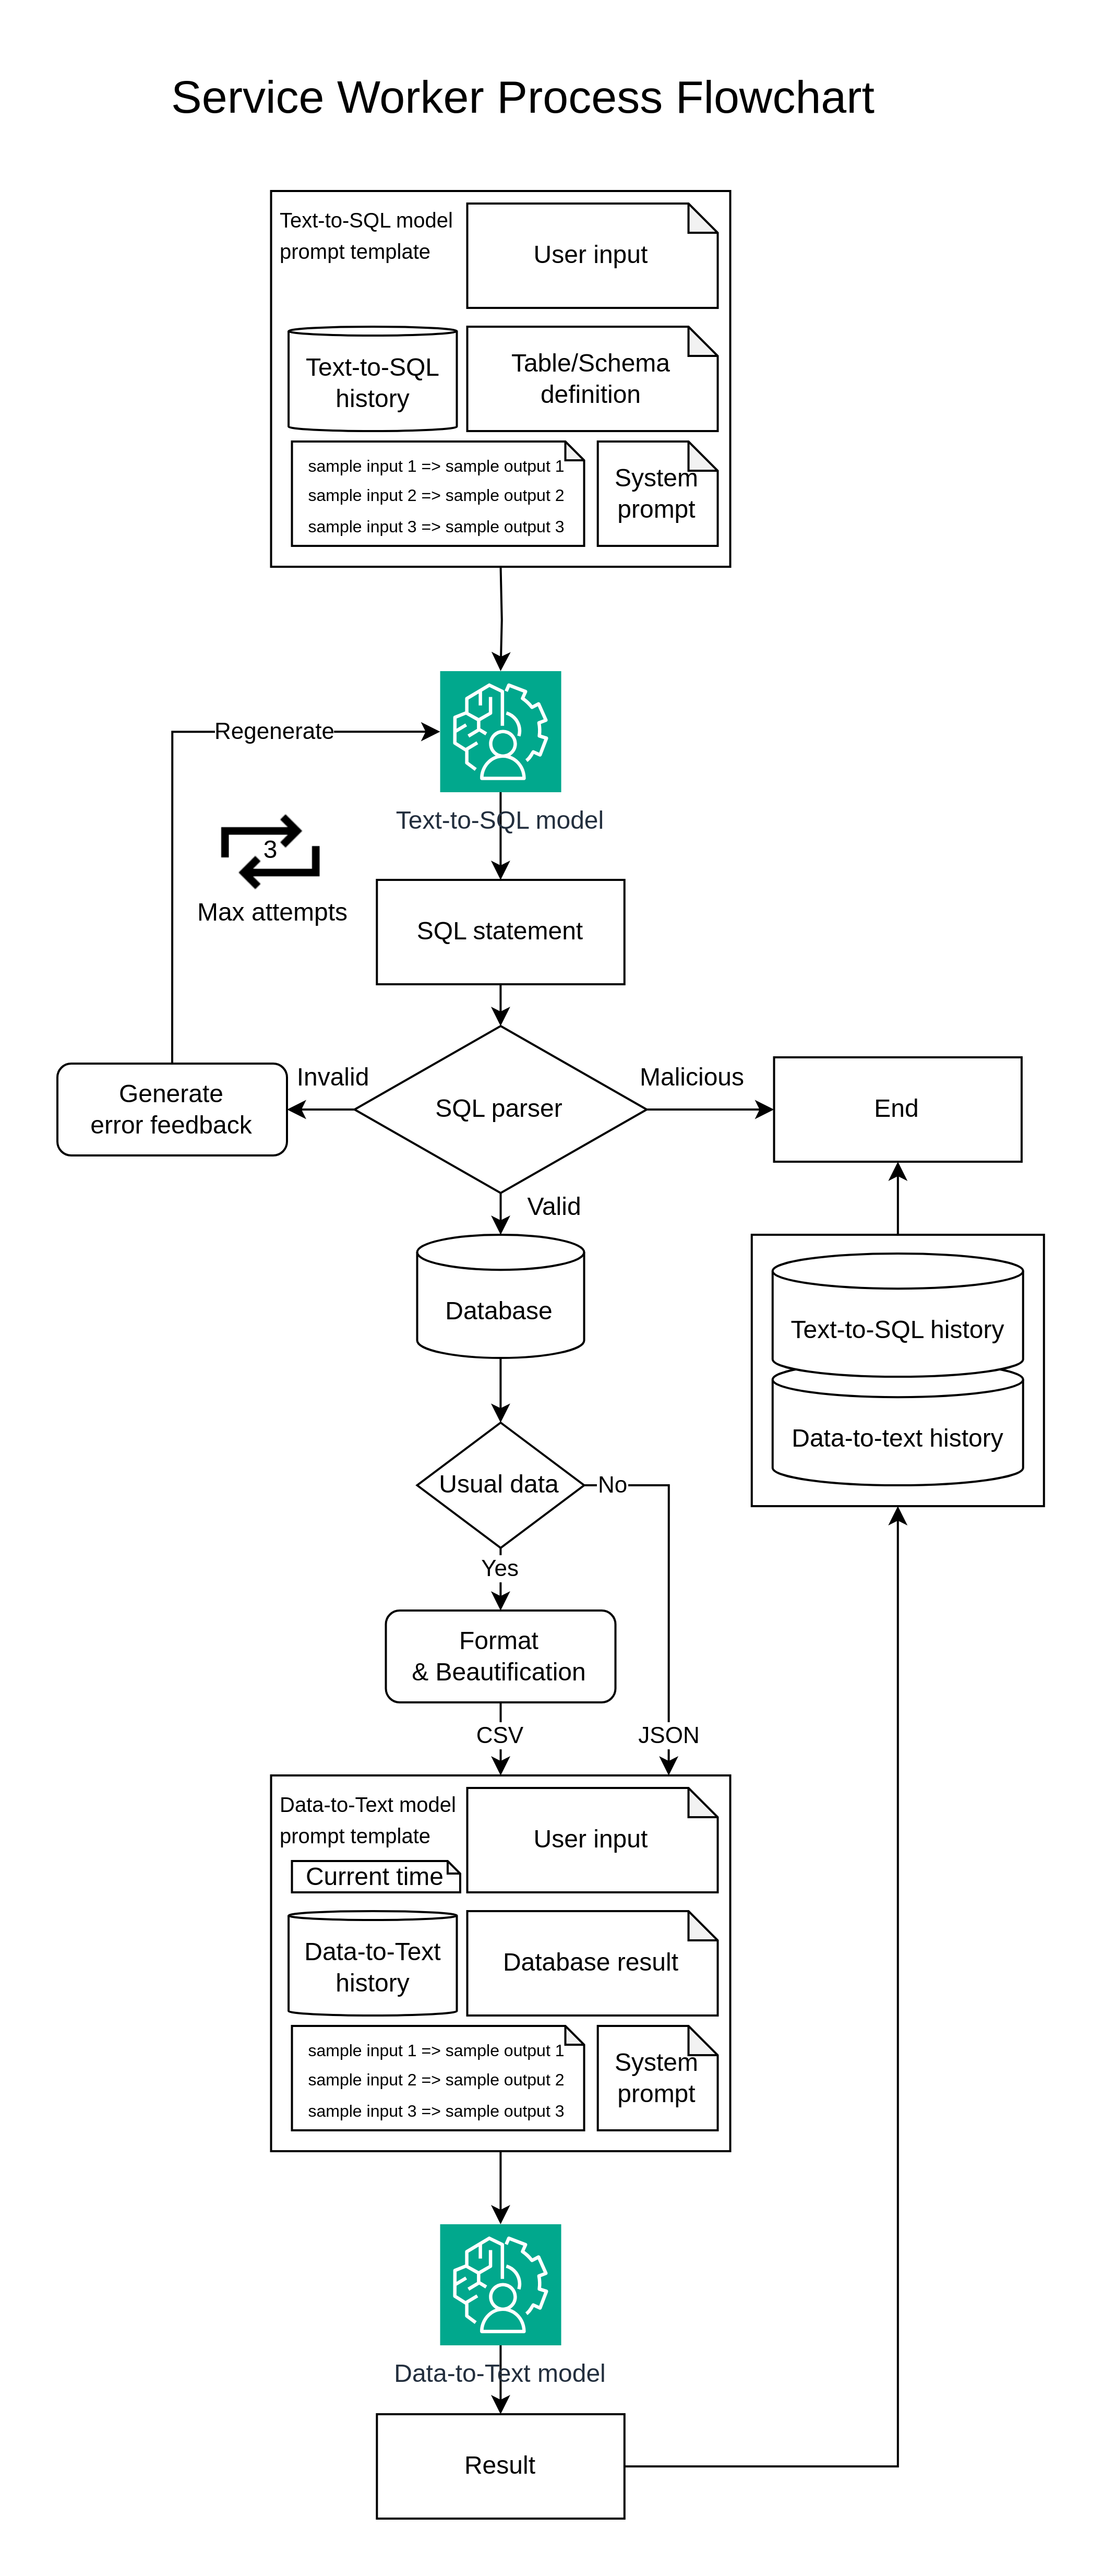 Service Worker Process Flowchart
Text-to-SQL model
prompt template
User input
Text-to-SQL
history
Table/Schema
definition
sample input 1 => sample output 1
sample input 2 => sample output 2
sample input 3 => sample output 3
System
prompt
Regenerate
Text-to-SQL model
3
Max attempts
SQL statement
Generate
error feedback
Invalid
SQL parser
Malicious
End
Valid
Database
Text-to-SQL history
Data-to-text history
Usual data
No
Yes
Format
& Beautification
CSV
JSON
Data-to-Text model
prompt template
User input
Current time
Data-to-Text
history
Database result
sample input 1 => sample output 1
sample input 2 => sample output 2
sample input 3 => sample output 3
System
prompt
Data-to-Text model
Result